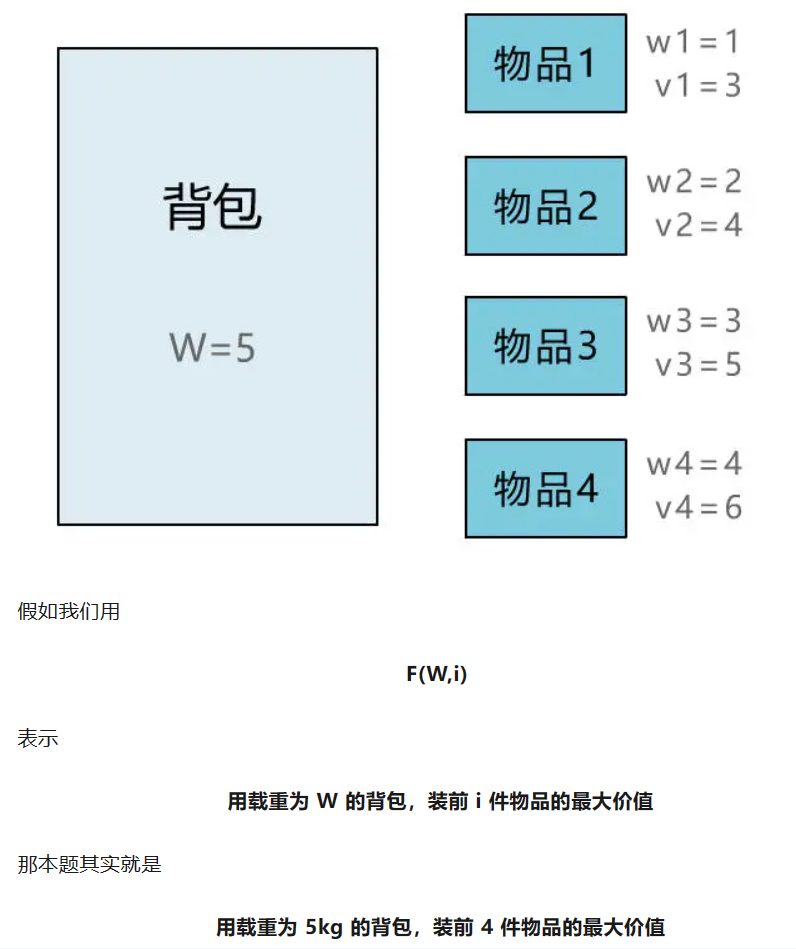 背包
W=5
物品1
w1=1
v1=3
物品2
w2=2
v2=4
物品3
w3=3
v3=5
物品4
w4=4
v4=6
假如我们用
F(W,i)
表示
用载重为 W 的背包，装前 i 件物品的最大价值
那本题其实就是
用载重为 5kg 的背包，装前 4 件物品的最大价值